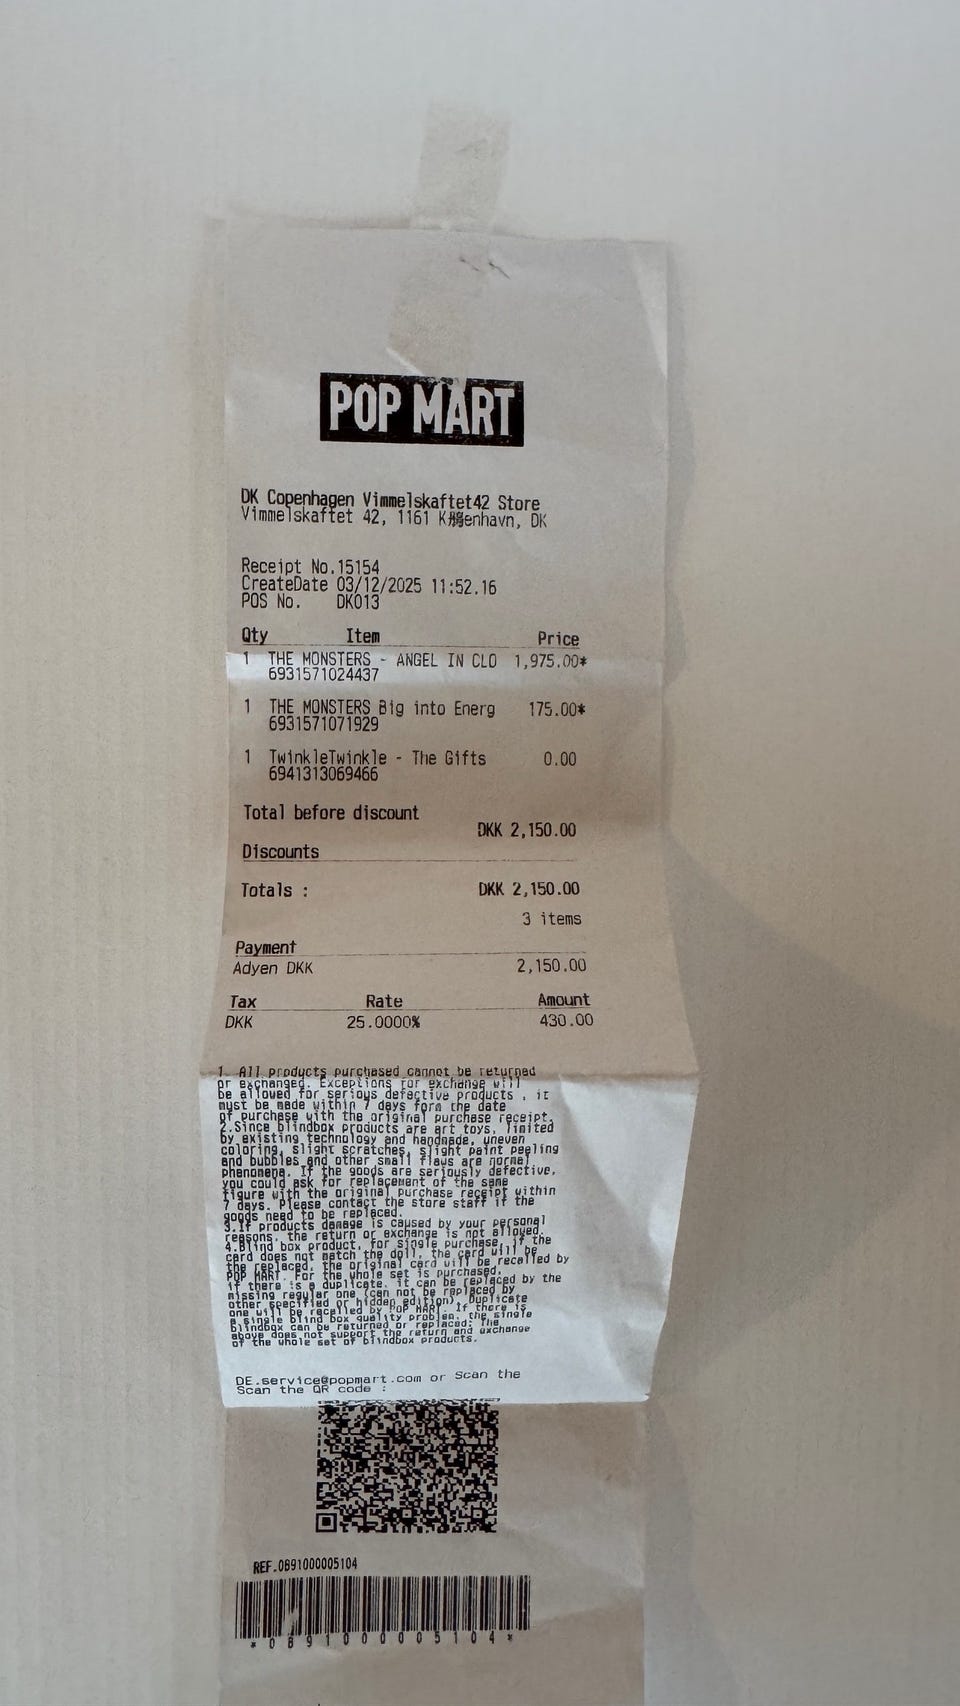 POP MART
DK Copenhagen Vimmelskaftet42 Store
Vimmelskaftet 42, 1161 K鴉enhavn, DK
Receipt No.15154
CreateDate 03/12/2025 11:52.16
POS No. DK013
Qty Item Price
1 THE MONSTERS - ANGEL IN CLO 1,975.00*
6931571024437
1 THE MONSTERS Big into Energ 175.00*
6931571071929
1 TwinkleTwinkle - The Gifts 0.00
6941313069466
Total before discount
DKK 2,150.00
Discounts
Totals : DKK 2,150.00
3 items
Payment
Adyen DKK 2,150.00
Tax Rate Amount
DKK 25.0000% 430.00
1. All products purchased cannot be returned
or exchanged. Exceptions for exchange will
be allowed for serious defective products , it
must be made within 7 days form the date
of purchase with the original purchase receipt.
2.Since blindbox products are art toys, limited
by existing technology and handmade, uneven
coloring, slight scratches, slight paint peeling
and bubbles and other small flaws are normal
phenomena. If the goods are seriously defective,
you could ask for replacement of the same
figure with the original purchase receipt within
7 days. Please contact the store staff if the
goods need to be replaced.
3.If products damage is caused by your personal
reasons, the return or exchange is not allowed.
4.Blind box product, for single purchase, if the
card does not match the doll, the card will be
the replaced, the original card will be recalled by
POP MART. For the whole set is purchased,
if there is a duplicate, it can be replaced by the
missing regular one (can not be replaced by
other specified or hidden edition). Duplicate
one will be recalled by POP MART. If there is
a single blind box quality problem, the single
blindbox can be returned or replaced; The
above does not support the return and exchange
of the whole set of blindbox products.
DE.service@popmart.com or Scan the
Scan the QR code :
REF.0891000005104
*0891000005104*